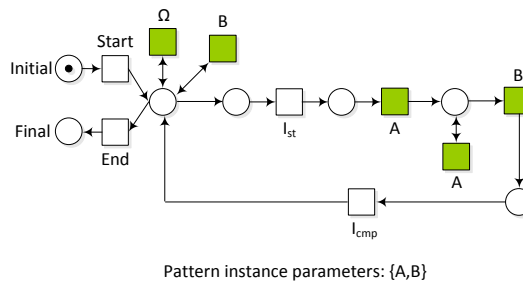 Ω
B
Start
Initial
B
I_st
A
Final
End
A
I_cmp
Pattern instance parameters: {A,B}